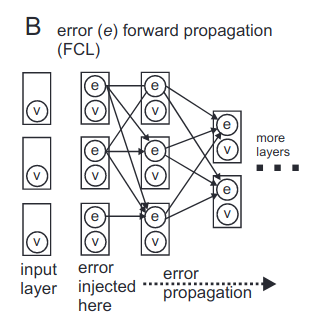 B error (e) forward propagation
(FCL)
e e
v v v
e
v
e e
v v v
more
layers
e
v
e e
v v v
input
layer
error
injected
here
error
propagation